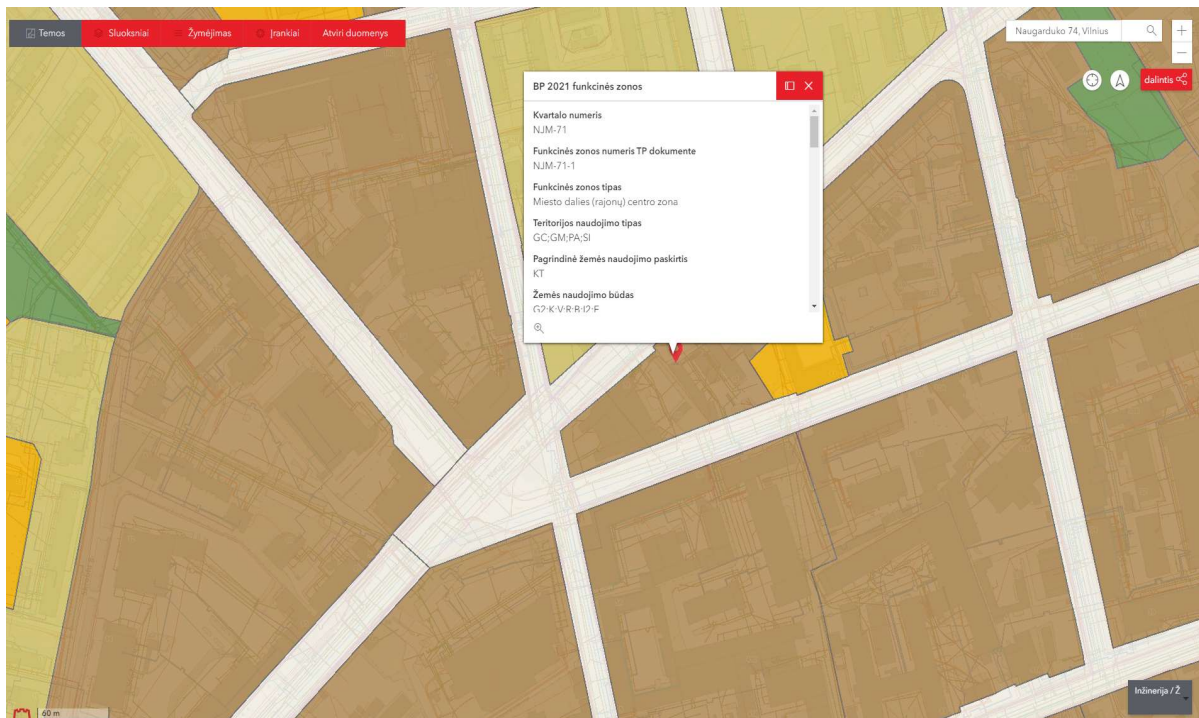 Temos
Sluoksniai
Žymėjimas
Įrankiai
Atviri duomenys
Naugarduko 74, Vilnius
dalintis
BP 2021 funkcinės zonos
Kvartalo numeris
NJM-71
Funkcinės zonos numeris TP dokumente
NJM-71-1
Funkcinės zonos tipas
Miesto dalies (rajonų) centro zona
Teritorijos naudojimo tipas
GC;GM;PA;SI
Pagrindinė žemės naudojimo paskirtis
KT
Žemės naudojimo būdas
G2;K;V;R;B;I2;E
60 m
Inžinerija / Ž